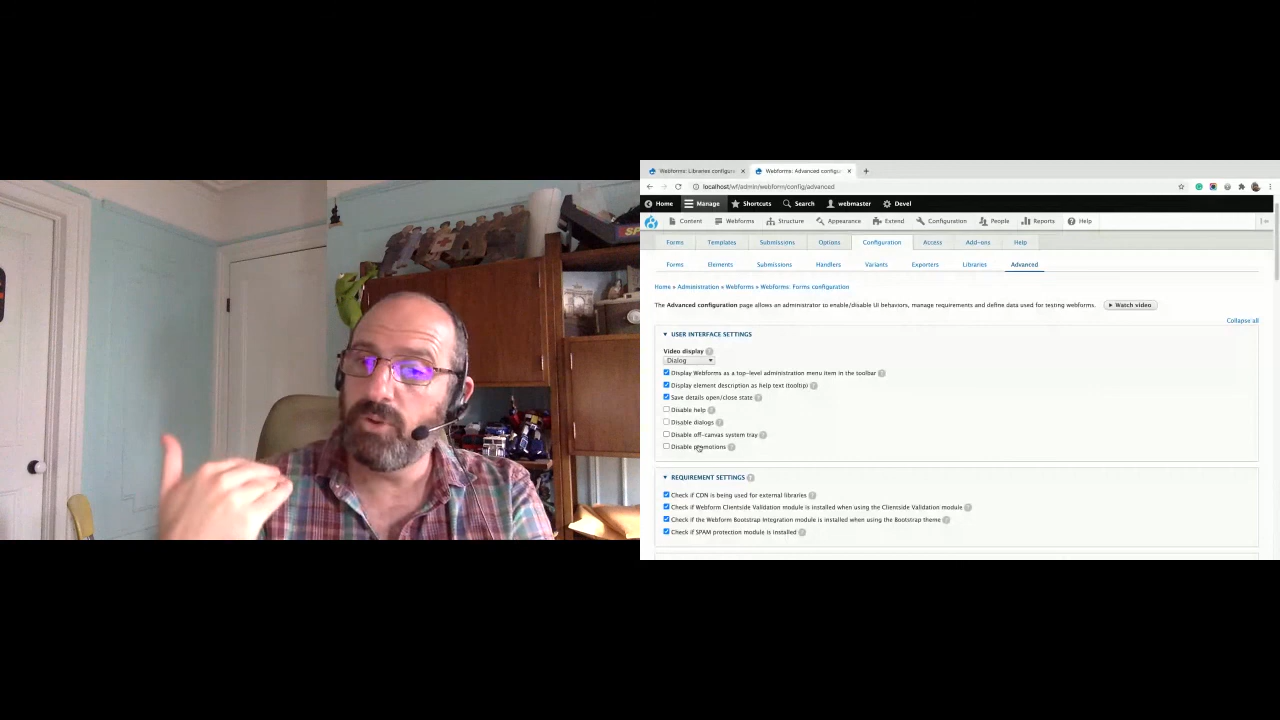 Webforms: Libraries configura
Webforms: Advanced configu
localhost/wf/admin/webform/config/advanced
Home Manage Shortcuts Search webmaster Devel
Content Webforms Structure Appearance Extend Configuration People Reports Help
Forms Templates Submissions Options Configuration Access Add-ons Help
Forms Elements Submissions Handlers Variants Exporters Libraries Advanced
Home » Administration » Webforms » Webforms: Forms configuration
The Advanced configuration page allows an administrator to enable/disable UI behaviors, manage requirements and define data used for testing webforms. Watch video
Collapse all
USER INTERFACE SETTINGS
Video display ?
Dialog
Display Webforms as a top-level administration menu item in the toolbar ?
Display element description as help text (tooltip) ?
Save details open/close state ?
Disable help ?
Disable dialogs ?
Disable off-canvas system tray ?
Disable promotions ?
REQUIREMENT SETTINGS ?
Check if CDN is being used for external libraries ?
Check if Webform Clientside Validation module is installed when using the Clientside Validation module ?
Check if the Webform Bootstrap Integration module is installed when using the Bootstrap theme ?
Check if SPAM protection module is installed ?